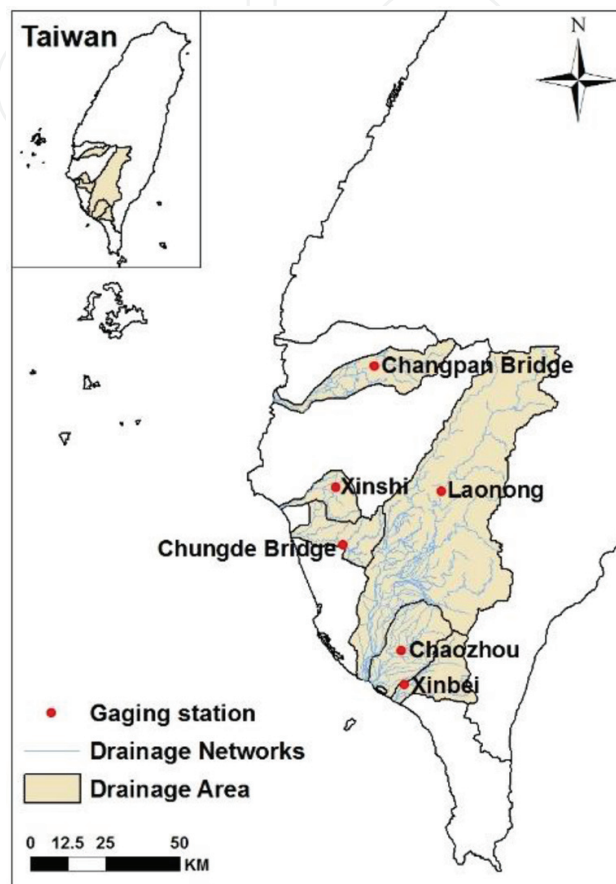 Taiwan
N
Changpan Bridge
Xinshi
Laonong
Chungde Bridge
Chaozhou
Xinbei
Gaging station
Drainage Networks
Drainage Area
0 12.5 25 50
KM